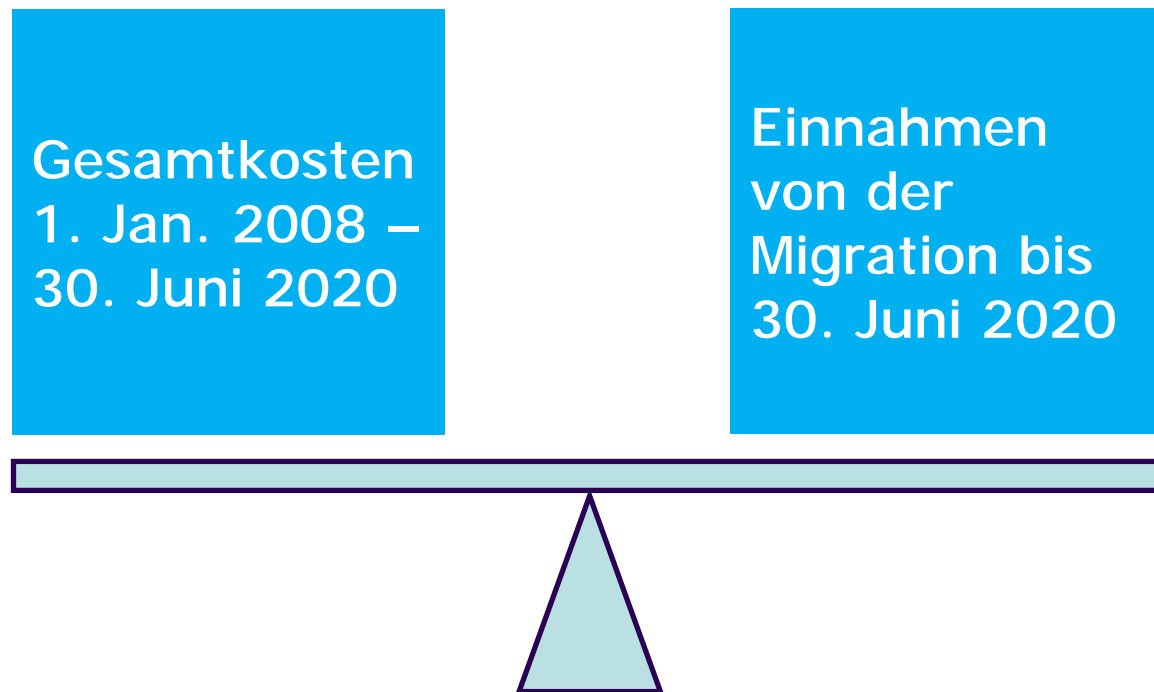 Gesamtkosten
1. Jan. 2008 –
30. Juni 2020
Einnahmen
von der
Migration bis
30. Juni 2020